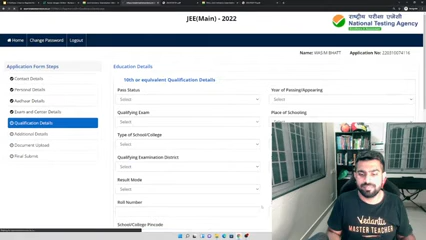 JEE(Main) - 2022
राष्ट्रीय परीक्षा एजेंसी
National Testing Agency
Excellence in Assessment
Home Change Password Logout
Name: WASIM BHATT Application No.: 220310074116
Application Form Steps
Contact Details
Personal Details
Aadhaar Details
Exam and Center Details
Qualification Details
Additional Details
Document Upload
Final Submit
Education Details
10th or equivalent Qualification Details
Pass Status
Select
Year of Passing/Appearing
Select
Qualifying Exam
Select
Place of Schooling
Type of School/College
Select
Qualifying Examination District
Select
Result Mode
Select
Roll Number
School/College Pincode
Vedantu
MASTER TEACHER